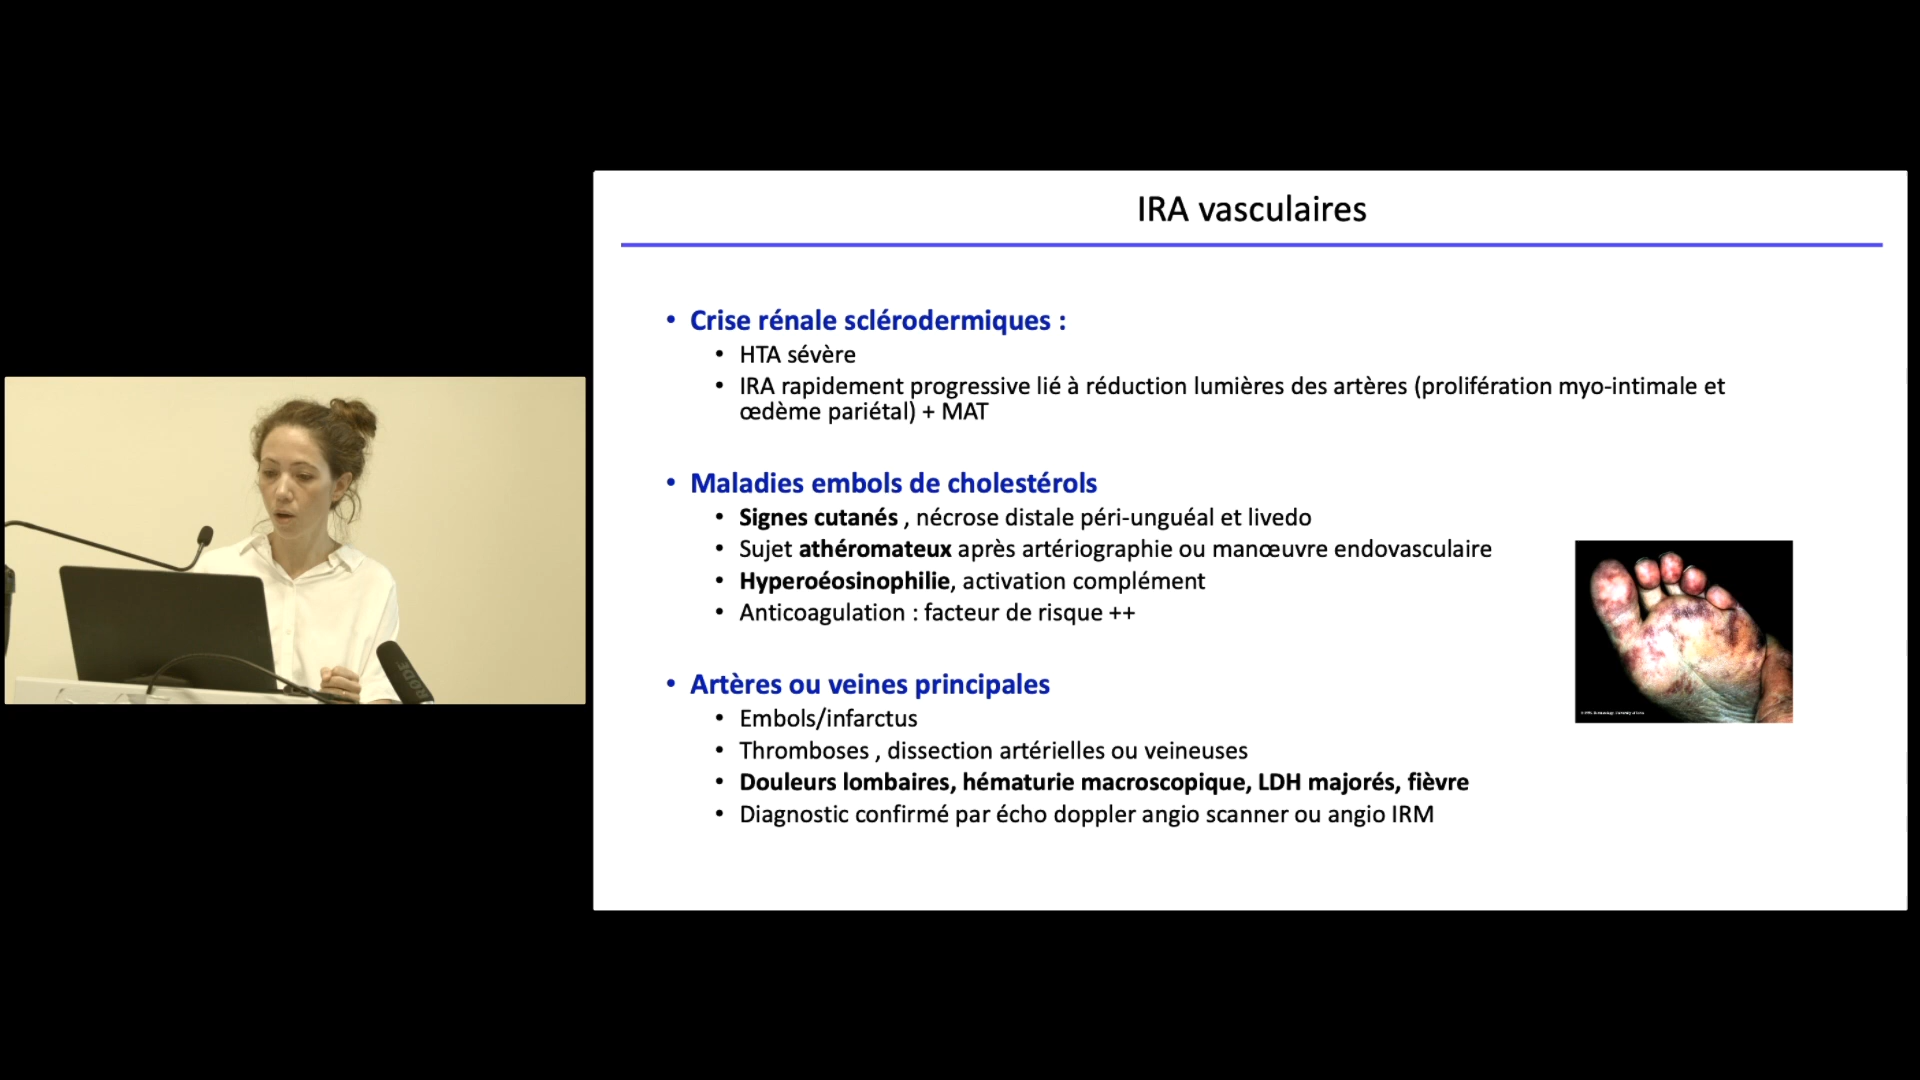 IRA vasculaires
• Crise rénale sclérodermiques :
• HTA sévère
• IRA rapidement progressive lié à réduction lumières des artères (prolifération myo-intimale et
œdème pariétal) + MAT
• Maladies embols de cholestérols
• Signes cutanés , nécrose distale péri-unguéal et livedo
• Sujet athéromateux après artériographie ou manœuvre endovasculaire
• Hyperoéosinophilie, activation complément
• Anticoagulation : facteur de risque ++
• Artères ou veines principales
• Embols/infarctus
• Thromboses , dissection artérielles ou veineuses
• Douleurs lombaires, hématurie macroscopique, LDH majorés, fièvre
• Diagnostic confirmé par écho doppler angio scanner ou angio IRM
RØDE